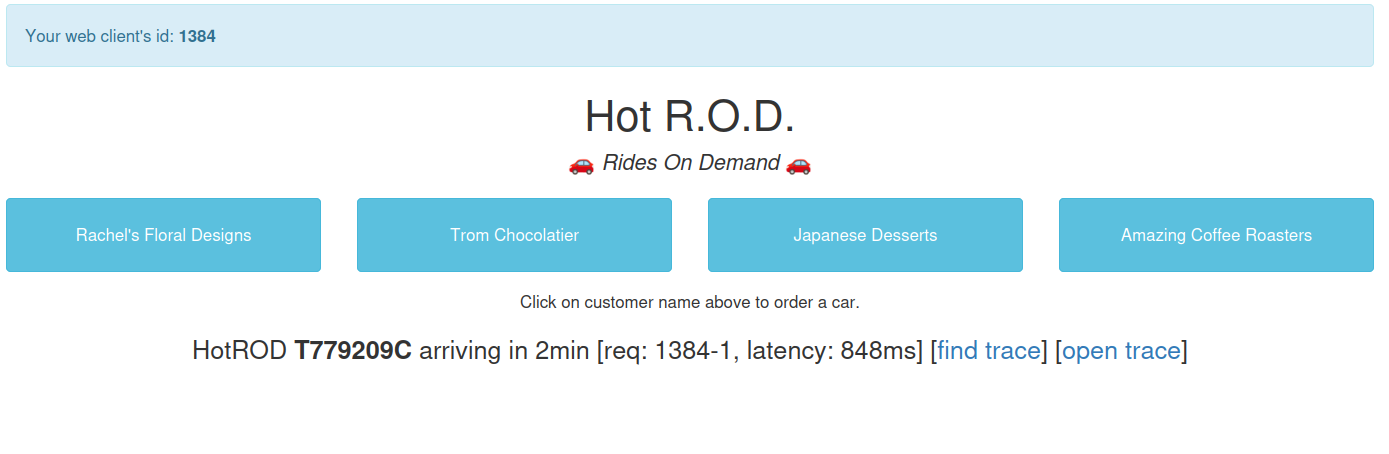 Your web client's id: 1384
Hot R.O.D.
🚗 Rides On Demand 🚗
Rachel's Floral Designs
Trom Chocolatier
Japanese Desserts
Amazing Coffee Roasters
Click on customer name above to order a car.
HotROD T779209C arriving in 2min [req: 1384-1, latency: 848ms] [find trace] [open trace]